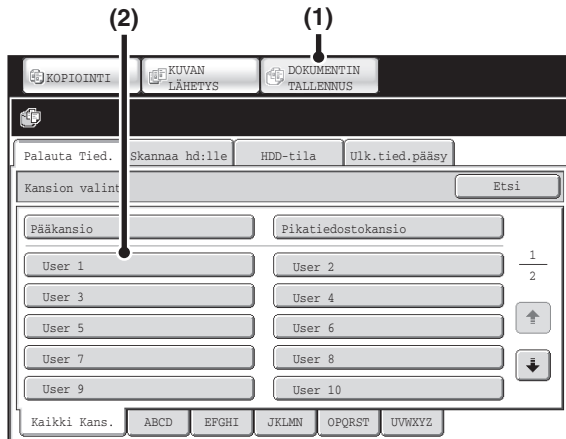 (2) (1)
KOPIOINTI KUVAN LÄHETYS DOKUMENTIN TALLENNUS
Palauta Tied. Skannaa hd:lle HDD-tila Ulk.tied.pääsy
Kansion valint Etsi
Pääkansio Pikatiedostokansio
User 1 User 2 1
2
User 3 User 4
User 5 User 6
User 7 User 8
User 9 User 10
Kaikki Kans. ABCD EFGHI JKLMN OPQRST UVWXYZ